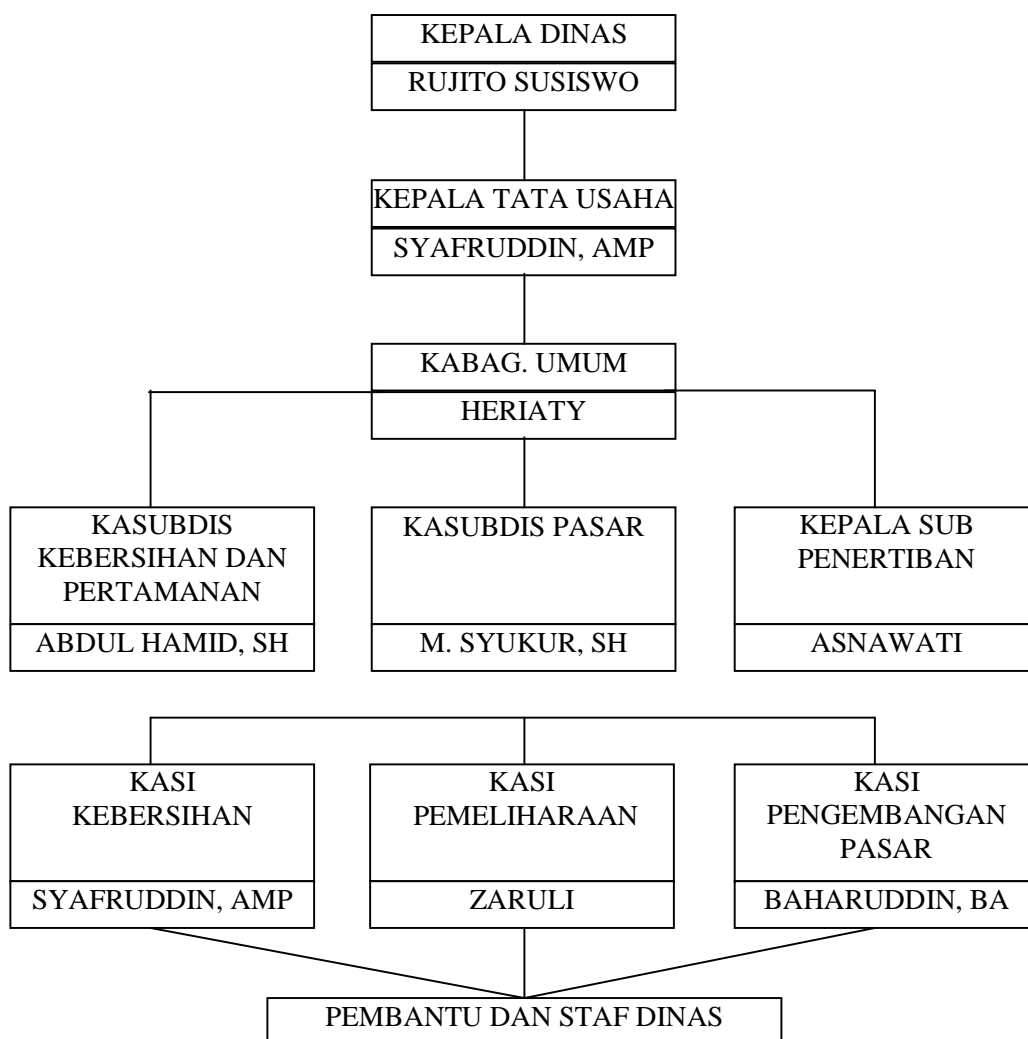 KEPALA DINAS
RUJITO SUSISWO
KEPALA TATA USAHA
SYAFRUDDIN, AMP
KABAG. UMUM
HERIATY
KASUBDIS
KEBERSIHAN DAN
PERTAMANAN
ABDUL HAMID, SH
KASUBDIS PASAR
M. SYUKUR, SH
KEPALA SUB
PENERTIBAN
ASNAWATI
KASI
KEBERSIHAN
SYAFRUDDIN, AMP
KASI
PEMELIHARAAN
ZARULI
KASI
PENGEMBANGAN
PASAR
BAHARUDDIN, BA
PEMBANTU DAN STAF DINAS